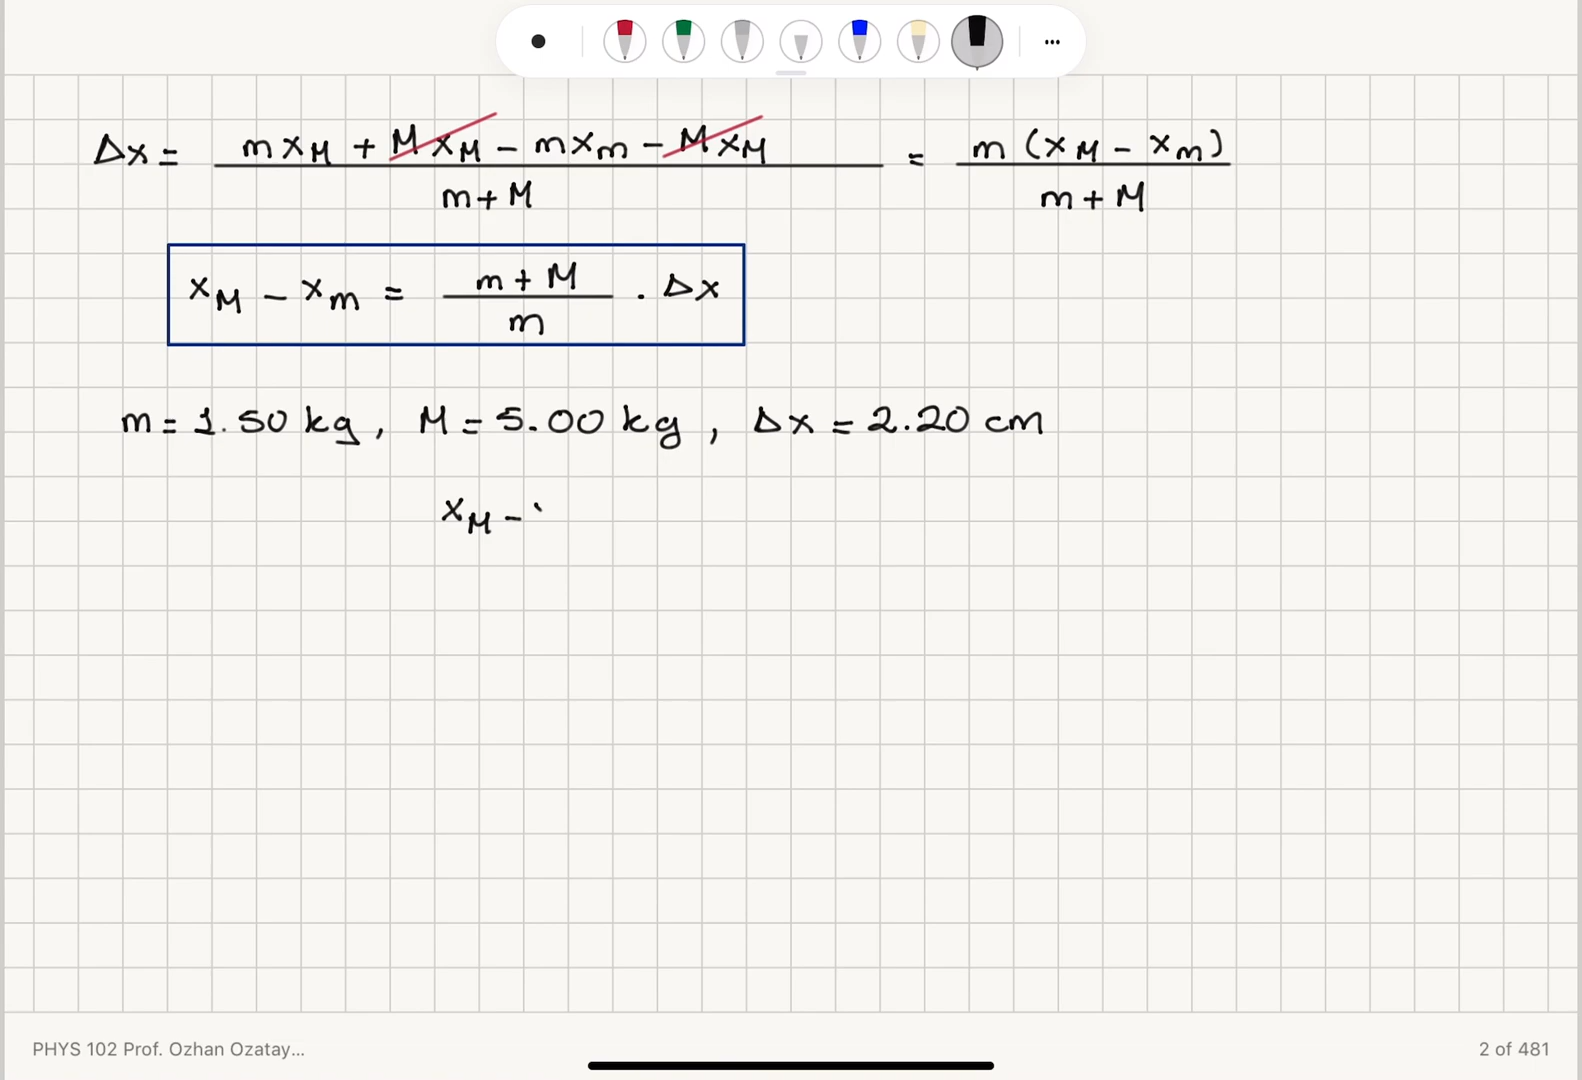 Δx = m x_M + M x_M - m x_m - M x_M / m + M = m (x_M - x_m) / m + M
x_M - x_m = m + M / m . Δx
m = 1.50 kg, M = 5.00 kg, Δx = 2.20 cm
x_M -
PHYS 102 Prof. Ozhan Ozatay...
2 of 481